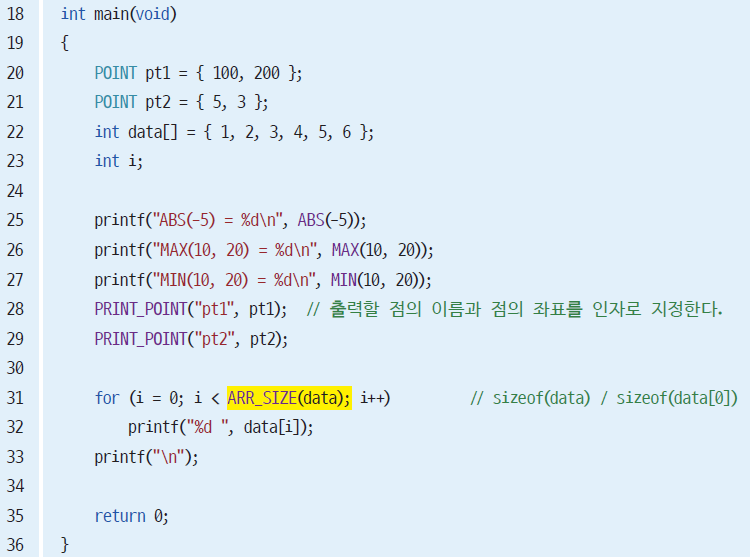 18 int main(void)
19 {
20 POINT pt1 = { 100, 200 };
21 POINT pt2 = { 5, 3 };
22 int data[] = { 1, 2, 3, 4, 5, 6 };
23 int i;
24
25 printf("ABS(-5) = %d\n", ABS(-5));
26 printf("MAX(10, 20) = %d\n", MAX(10, 20));
27 printf("MIN(10, 20) = %d\n", MIN(10, 20));
28 PRINT_POINT("pt1", pt1); // 출력할 점의 이름과 점의 좌표를 인자로 지정한다.
29 PRINT_POINT("pt2", pt2);
30
31 for (i = 0; i < ARR_SIZE(data); i++) // sizeof(data) / sizeof(data[0])
32 printf("%d ", data[i]);
33 printf("\n");
34
35 return 0;
36 }